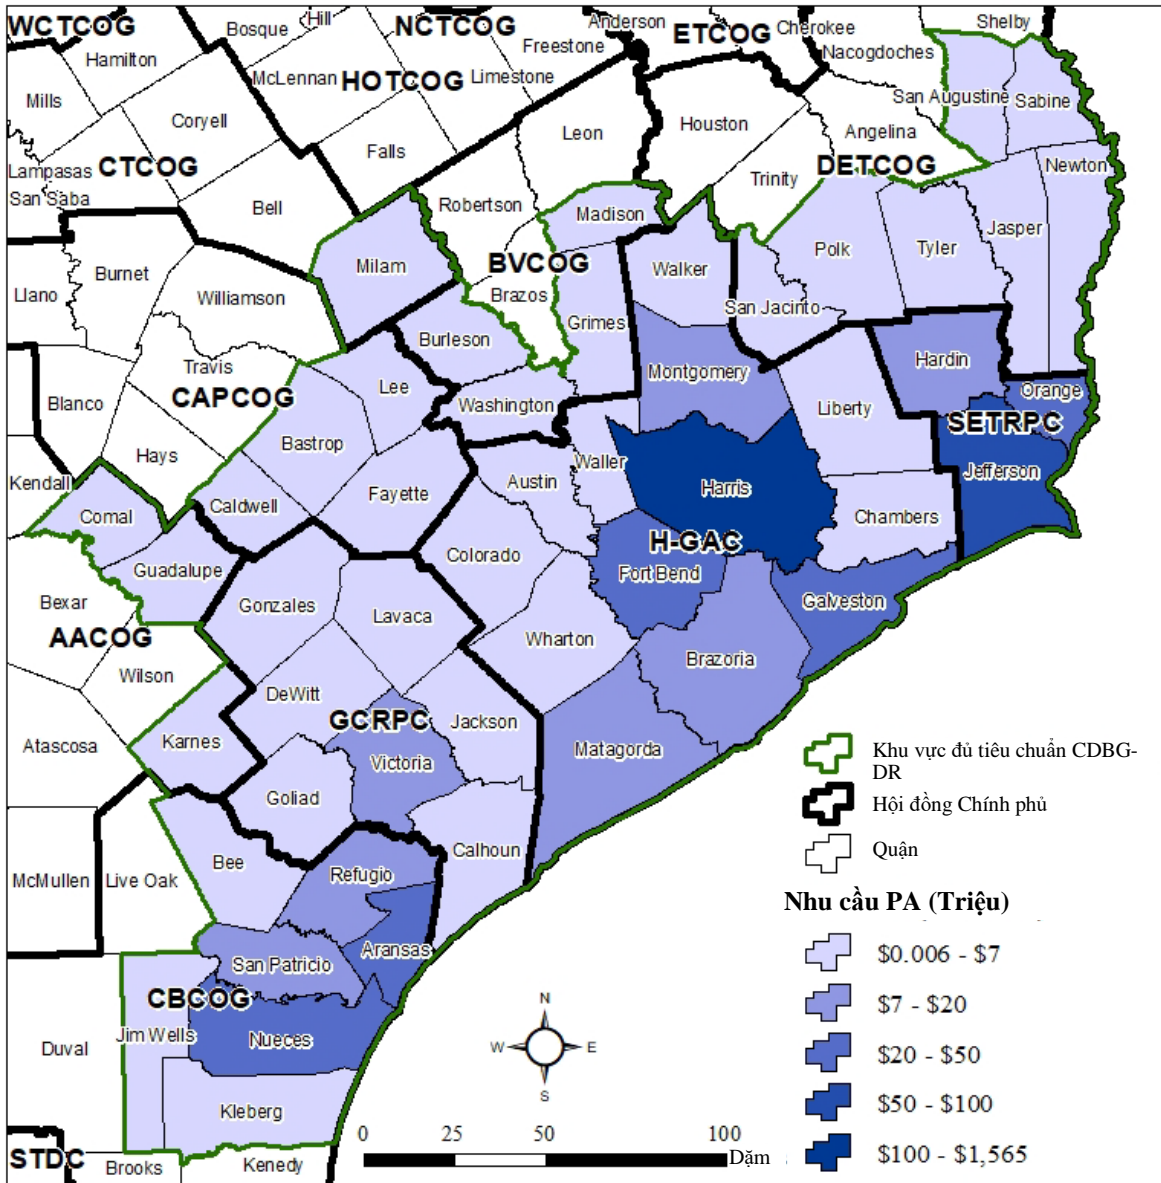 WCTCOG
Hamilton
Bosque
Hill
NCTCOG
Anderson
ETCOG
Cherokee
Shelby
Freestone
Nacogdoches
McLennan
HOTCOG
Limestone
Mills
Coryell
Leon
Houston
San Augustine
Sabine
Angelina
Falls
Lampasas
CTCOG
San Saba
Bell
Trinity
DETCOG
Newton
Robertson
Madison
Jasper
Milam
BVCOG
Walker
Polk
Tyler
Burnet
Llano
Williamson
Brazos
Grimes
San Jacinto
Burleson
Travis
Lee
Montgomery
Hardin
Orange
Blanco
CAPCOG
Washington
Liberty
SETRPC
Bastrop
Hays
Waller
Austin
Harris
Jefferson
Kendall
Fayette
Caldwell
Comal
Chambers
H-GAC
Colorado
Guadalupe
Fort Bend
Bexar
Gonzales
Lavaca
Galveston
AACOG
Wharton
Wilson
Brazoria
DeWitt
GCRPC
Jackson
Atascosa
Karnes
Victoria
Matagorda
Goliad
Calhoun
Bee
McMullen
Live Oak
Refugio
Aransas
San Patricio
CBCOG
Jim Wells
Duval
Nueces
Kleberg
STDC
Brooks
Kenedy
N
W
E
S
0
25
50
100
Dặm
Khu vực đủ tiêu chuẩn CDBG-
DR
Hội đồng Chính phủ
Quận
Nhu cầu PA (Triệu)
$0.006 - $7
$7 - $20
$20 - $50
$50 - $100
$100 - $1,565